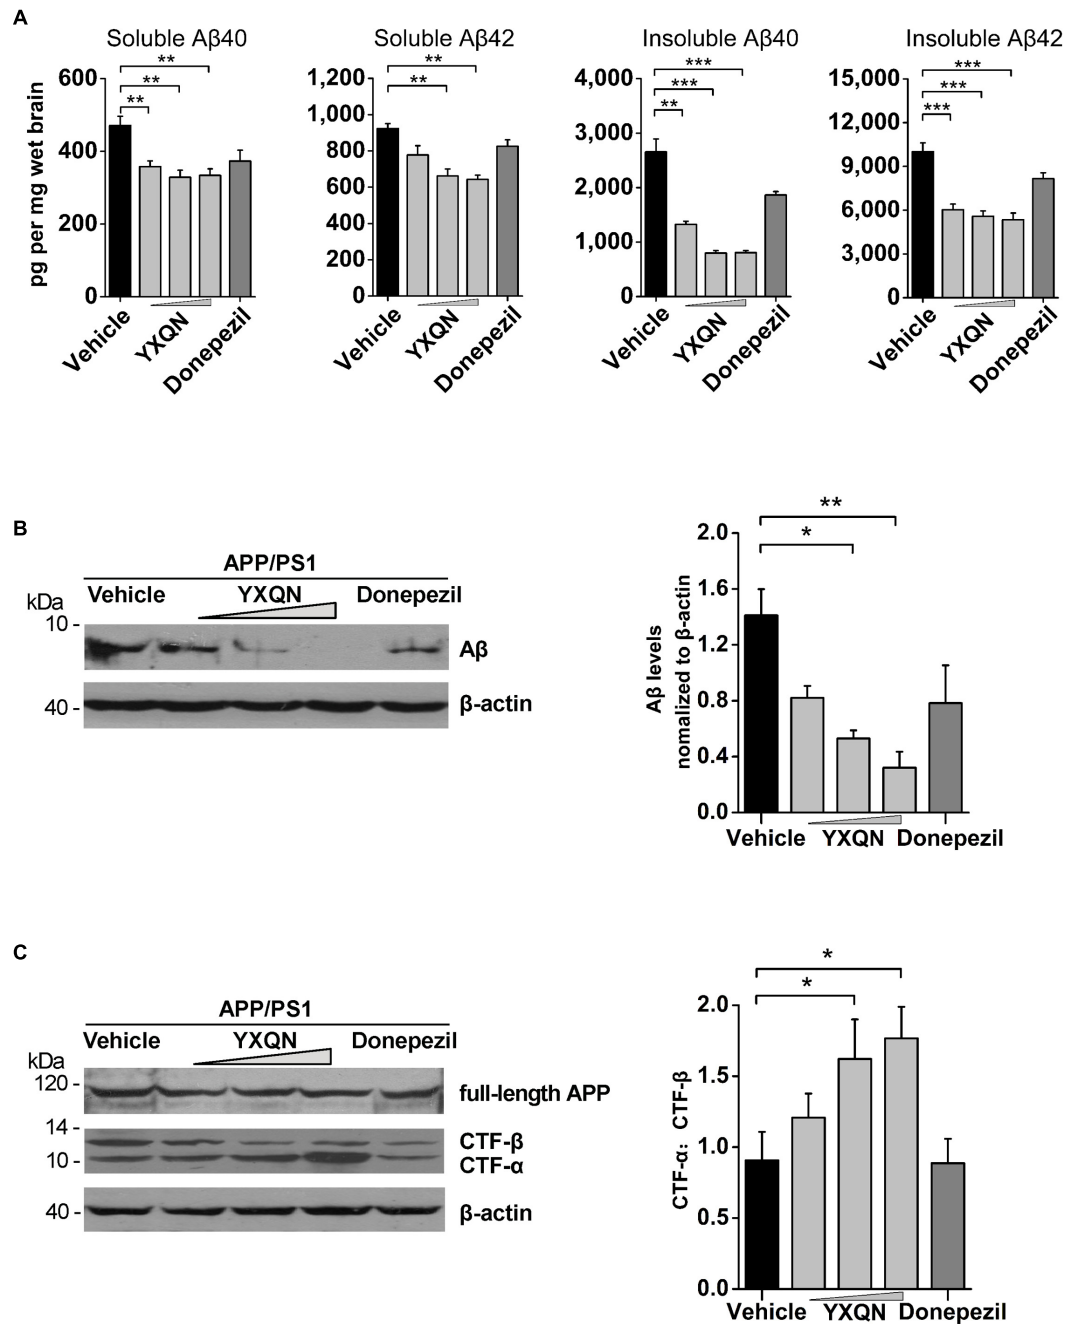 A
Soluble Aβ40
Soluble Aβ42
Insoluble Aβ40
Insoluble Aβ42
pg per mg wet brain
600
400
200
0
**
**
**
Vehicle
YXQN
Donepezil
1,200
1,000
800
600
400
200
0
**
**
Vehicle
YXQN
Donepezil
4,000
3,000
2,000
1,000
0
***
***
**
Vehicle
YXQN
Donepezil
15,000
12,000
9,000
6,000
3,000
0
***
***
***
Vehicle
YXQN
Donepezil
B
APP/PS1
Vehicle YXQN Donepezil
kDa
10 -
Aβ
40 -
β-actin
Aβ levels
nomalized to β-actin
2.0
1.6
1.2
0.8
0.4
0.0
**
*
Vehicle YXQN Donepezil
C
APP/PS1
Vehicle YXQN Donepezil
kDa
120 -
full-length APP
14 -
CTF-β
10 -
CTF-α
40 -
β-actin
CTF-α: CTF-β
2.0
1.5
1.0
0.5
0.0
*
*
Vehicle YXQN Donepezil